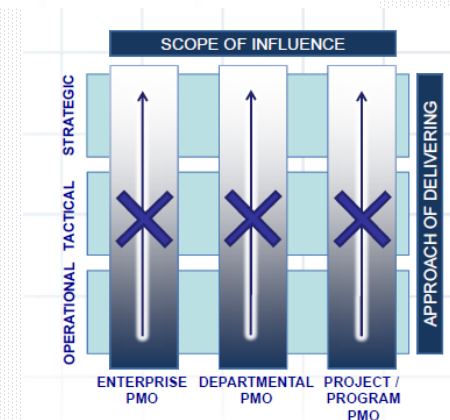 SCOPE OF INFLUENCE
STRATEGIC
TACTICAL
OPERATIONAL
APPROACH OF DELIVERING
ENTERPRISE
PMO
DEPARTMENTAL
PMO
PROJECT /
PROGRAM
PMO